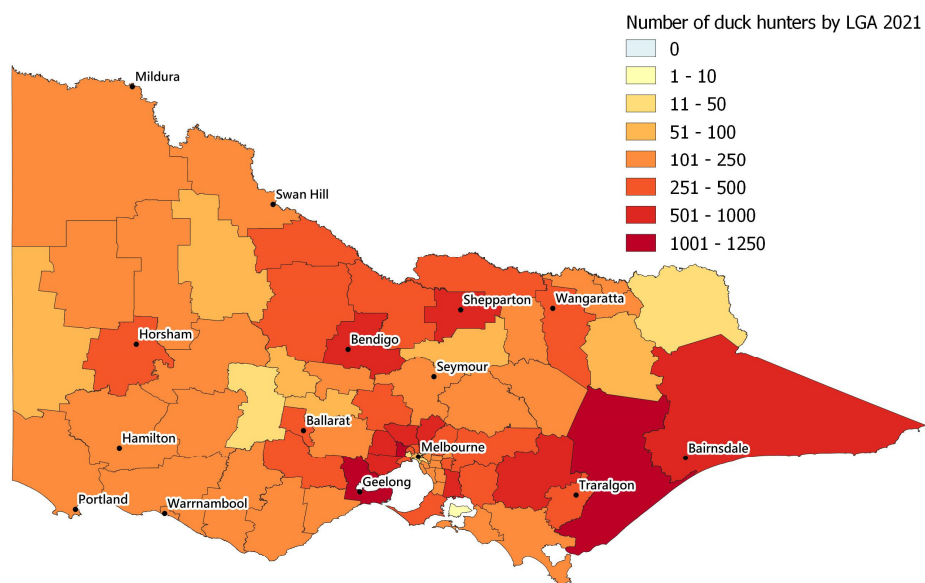 Number of duck hunters by LGA 2021
0
1 - 10
11 - 50
51 - 100
101 - 250
251 - 500
501 - 1000
1001 - 1250
Mildura
Swan Hill
Shepparton
Wangaratta
Horsham
Bendigo
Seymour
Ballarat
Hamilton
Melbourne
Bairnsdale
Geelong
Traralgon
Portland
Warrnambool